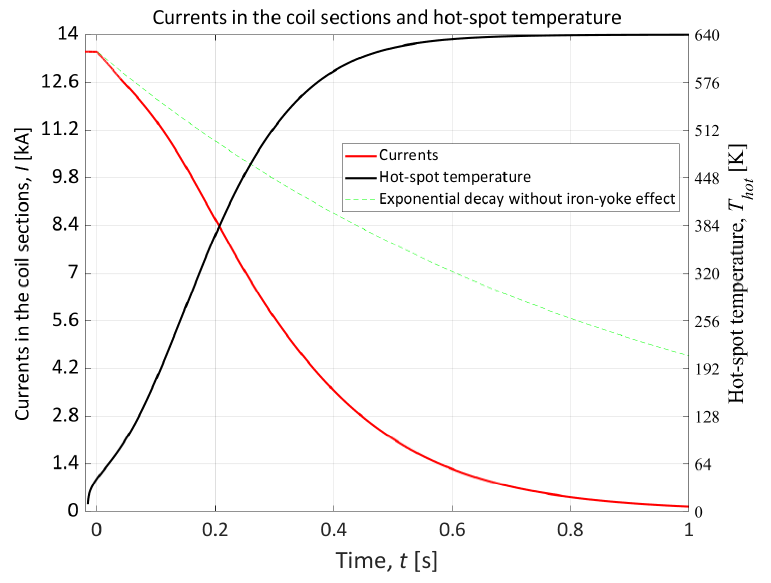 Currents in the coil sections and hot-spot temperature
Currents in the coil sections, I [kA]
14
12.6
11.2
9.8
8.4
7
5.6
4.2
2.8
1.4
0
Currents
Hot-spot temperature
Exponential decay without iron-yoke effect
640
576
512
448
384
320
256
192
128
64
0
Hot-spot temperature, T_hot [K]
0 0.2 0.4 0.6 0.8 1
Time, t [s]